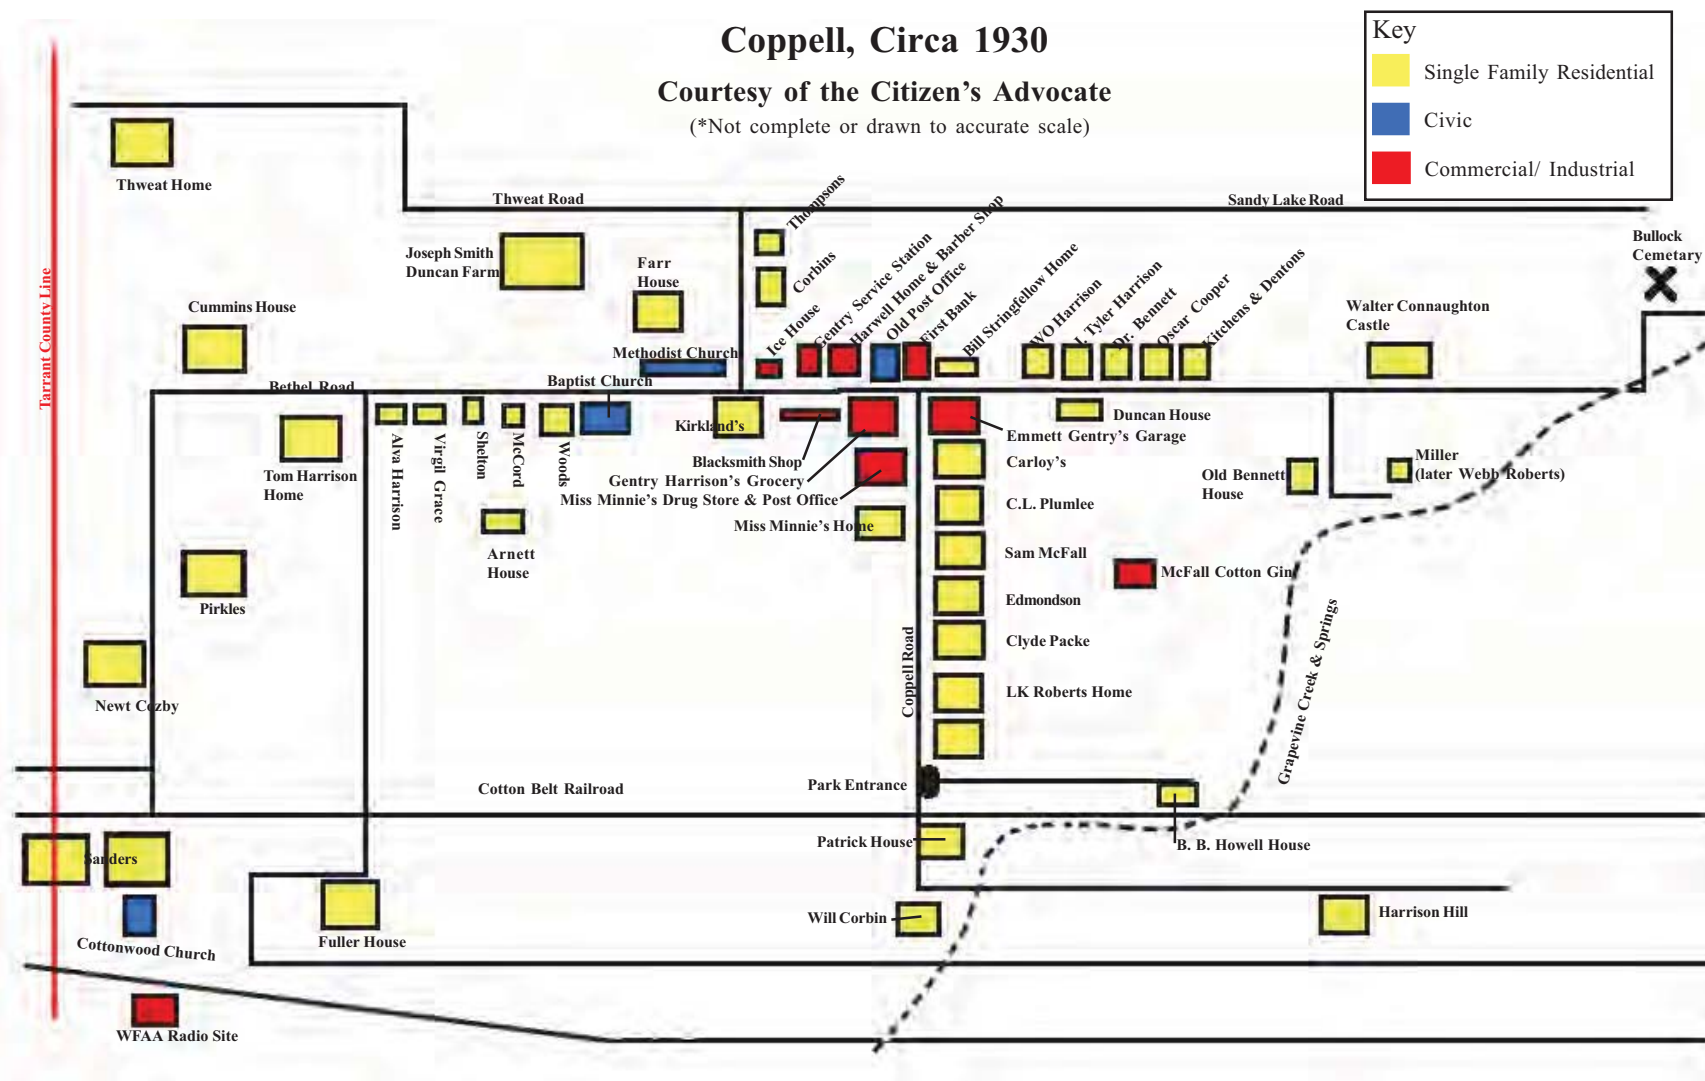 Coppell, Circa 1930
Courtesy of the Citizen's Advocate
(*Not complete or drawn to accurate scale)
Key
Single Family Residential
Civic
Commercial/ Industrial
Tarrant County Line
Thweat Home
Thweat Road
Sandy Lake Road
Thompsons
Corbins
Joseph Smith
Duncan Farm
Farr
House
Bullock
Cemetary
Cummins House
Ice House
Gentry Service Station
Harwell Home & Barber Shop
Old Post Office
First Bank
Bill Stringfellow Home
WO Harrison
J. Tyler Harrison
Dr. Bennett
Oscar Cooper
Kitchens & Dentons
Walter Connaughton
Castle
Methodist Church
Bethel Road
Baptist Church
Tom Harrison
Home
Alva Harrison
Virgil Grace
Shelton
McCord
Woods
Arnett
House
Kirkland's
Blacksmith Shop
Gentry Harrison's Grocery
Miss Minnie's Drug Store & Post Office
Miss Minnie's Home
Duncan House
Emmett Gentry's Garage
Carloy's
C.L. Plumlee
Sam McFall
Edmondson
Clyde Packe
LK Roberts Home
Old Bennett
House
Miller
(later Webb Roberts)
McFall Cotton Gin
Grapevine Creek & Springs
Coppell Road
Pirkles
Newt Cozby
Cotton Belt Railroad
Park Entrance
Patrick House
B. B. Howell House
Sanders
Cottonwood Church
Fuller House
Will Corbin
Harrison Hill
WFAA Radio Site